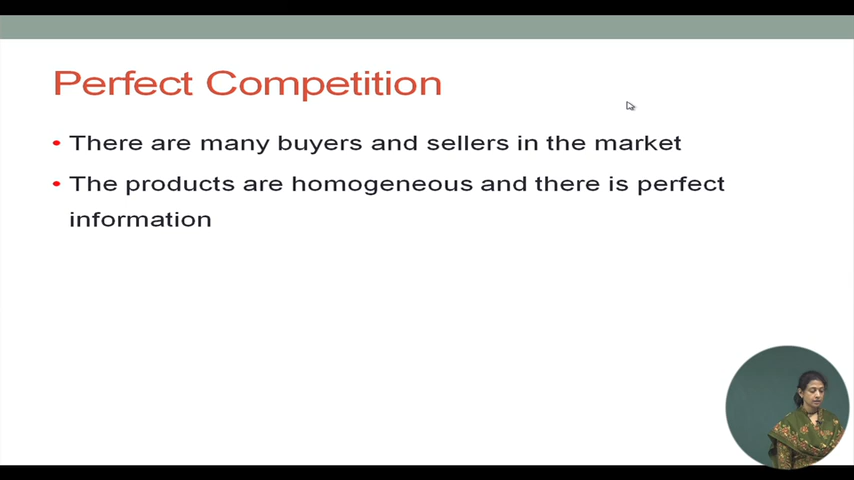 Perfect Competition
• There are many buyers and sellers in the market
• The products are homogeneous and there is perfect
information